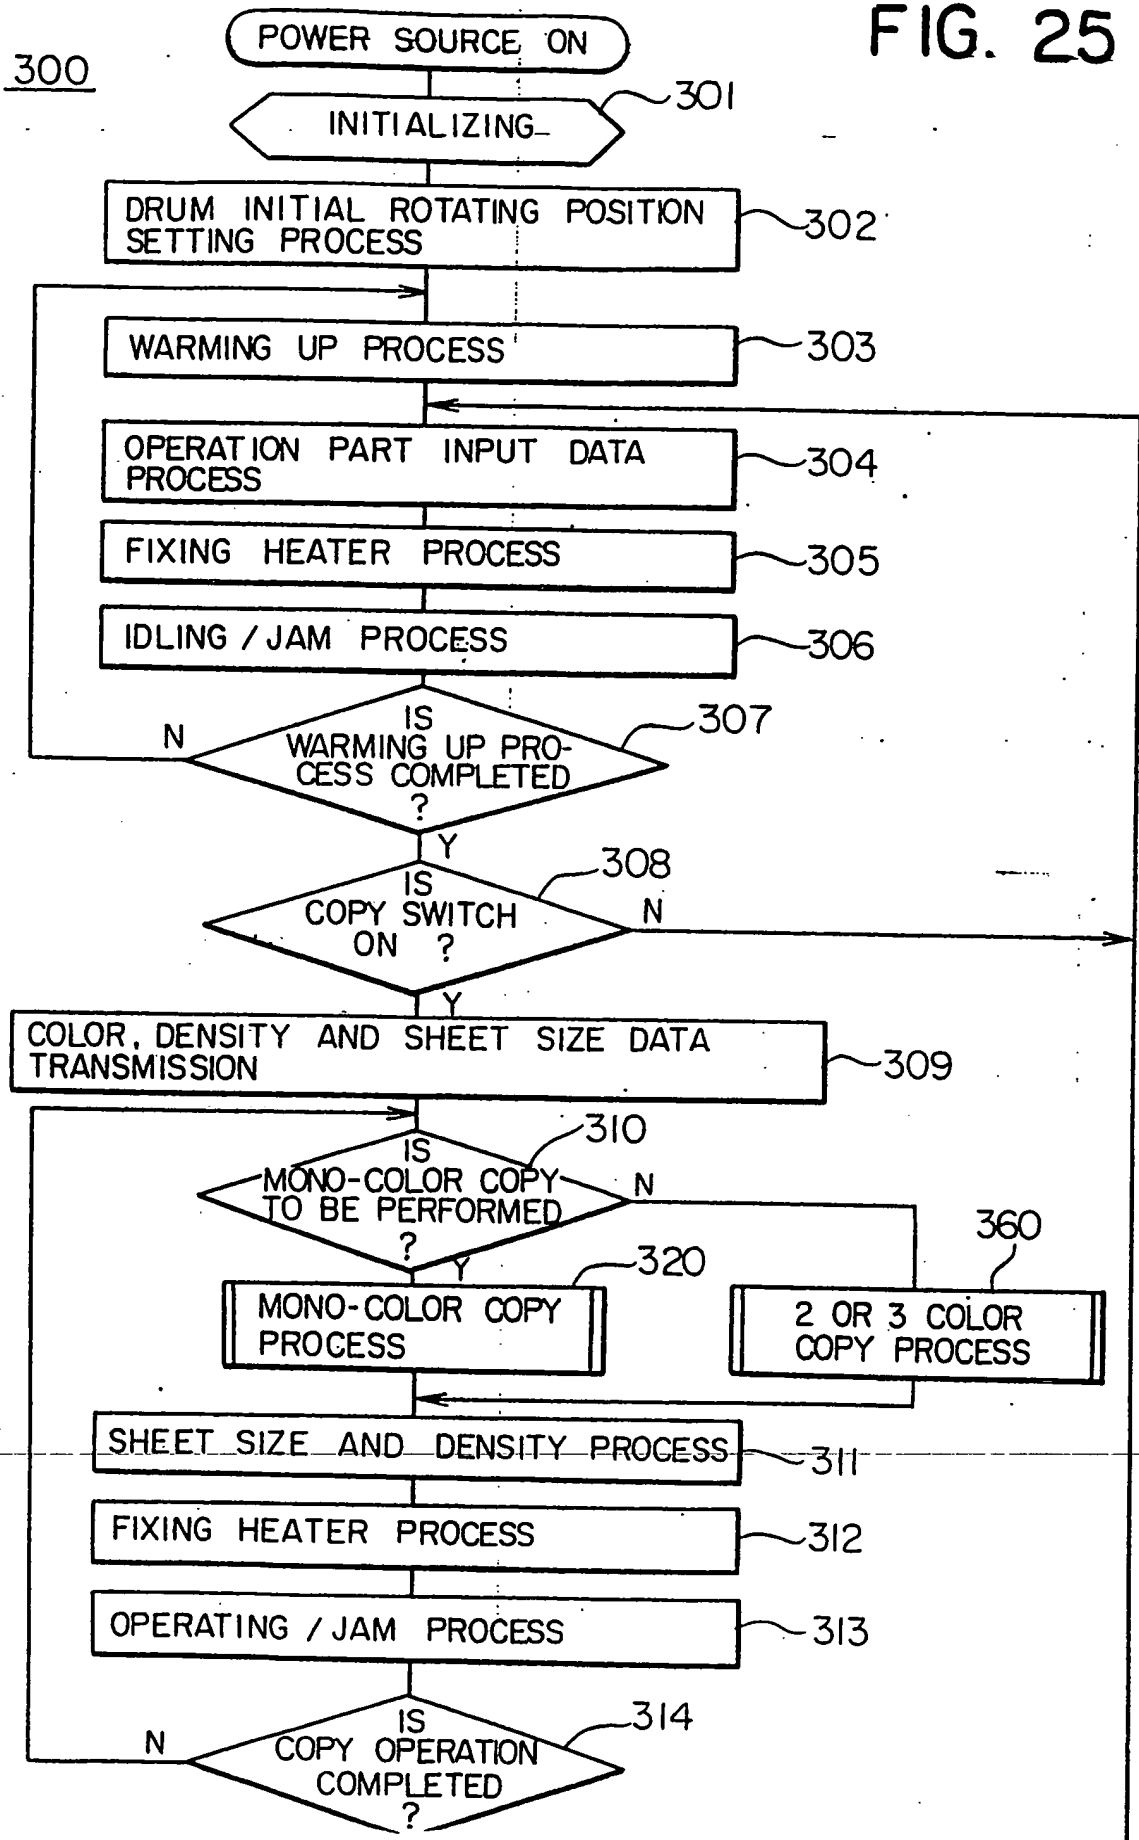 FIG. 25
300
POWER SOURCE ON
INITIALIZING
301
DRUM INITIAL ROTATING POSITION
SETTING PROCESS
302
WARMING UP PROCESS
303
OPERATION PART INPUT DATA
PROCESS
304
FIXING HEATER PROCESS
305
IDLING / JAM PROCESS
306
IS
WARMING UP PRO-
CESS COMPLETED
?
307
N
Y
IS
COPY SWITCH
ON ?
308
N
Y
COLOR, DENSITY AND SHEET SIZE DATA
TRANSMISSION
309
IS
MONO-COLOR COPY
TO BE PERFORMED
?
310
N
Y
MONO-COLOR COPY
PROCESS
320
2 OR 3 COLOR
COPY PROCESS
360
SHEET SIZE AND DENSITY PROCESS
311
FIXING HEATER PROCESS
312
OPERATING / JAM PROCESS
313
IS
COPY OPERATION
COMPLETED
?
314
N